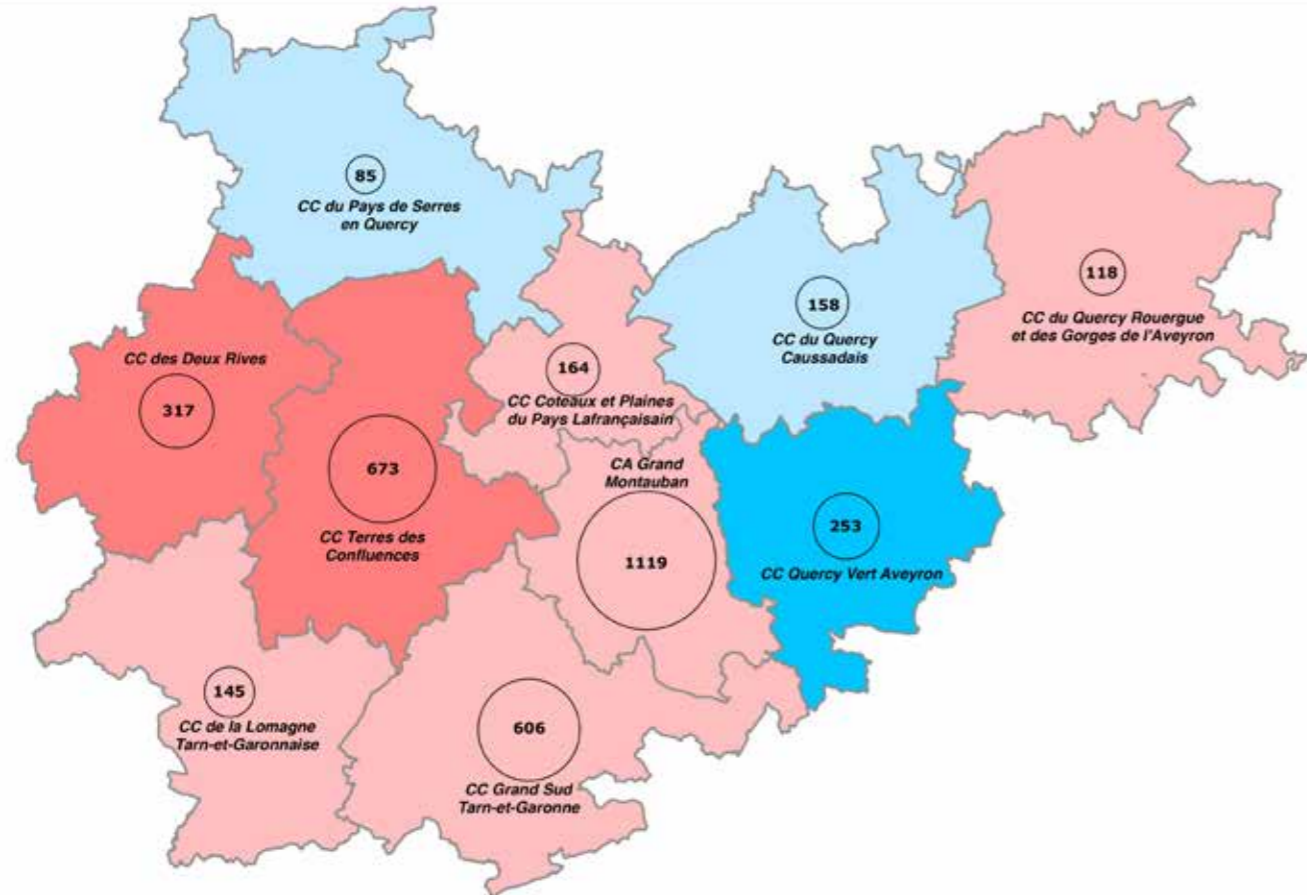 85
CC du Pays de Serres
en Quercy
118
CC du Quercy Rouergue
et des Gorges de l'Aveyron
158
CC du Quercy
Caussadais
CC des Deux Rives
317
164
CC Coteaux et Plaines
du Pays Lafrançaisain
673
CC Terres des
Confluences
CA Grand
Montauban
1119
253
CC Quercy Vert Aveyron
145
CC de la Lomagne
Tarn-et-Garonnaise
606
CC Grand Sud
Tarn-et-Garonne